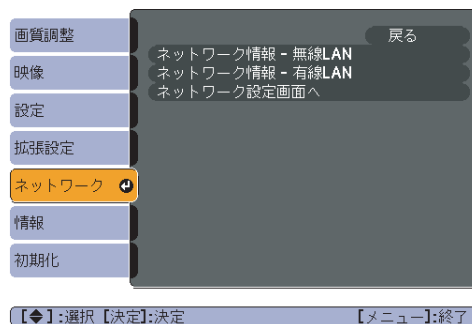 画質調整
映像
設定
拡張設定
ネットワーク
情報
初期化
戻る
ネットワーク情報 - 無線LAN
ネットワーク情報 - 有線LAN
ネットワーク設定画面へ
[◆]:選択 [決定]:決定
[メニュー]:終了